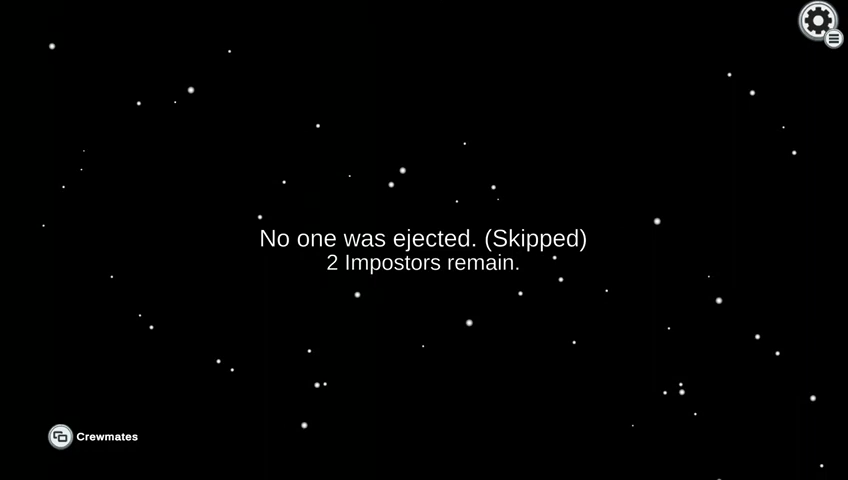 No one was ejected. (Skipped)
2 Impostors remain.
Crewmates